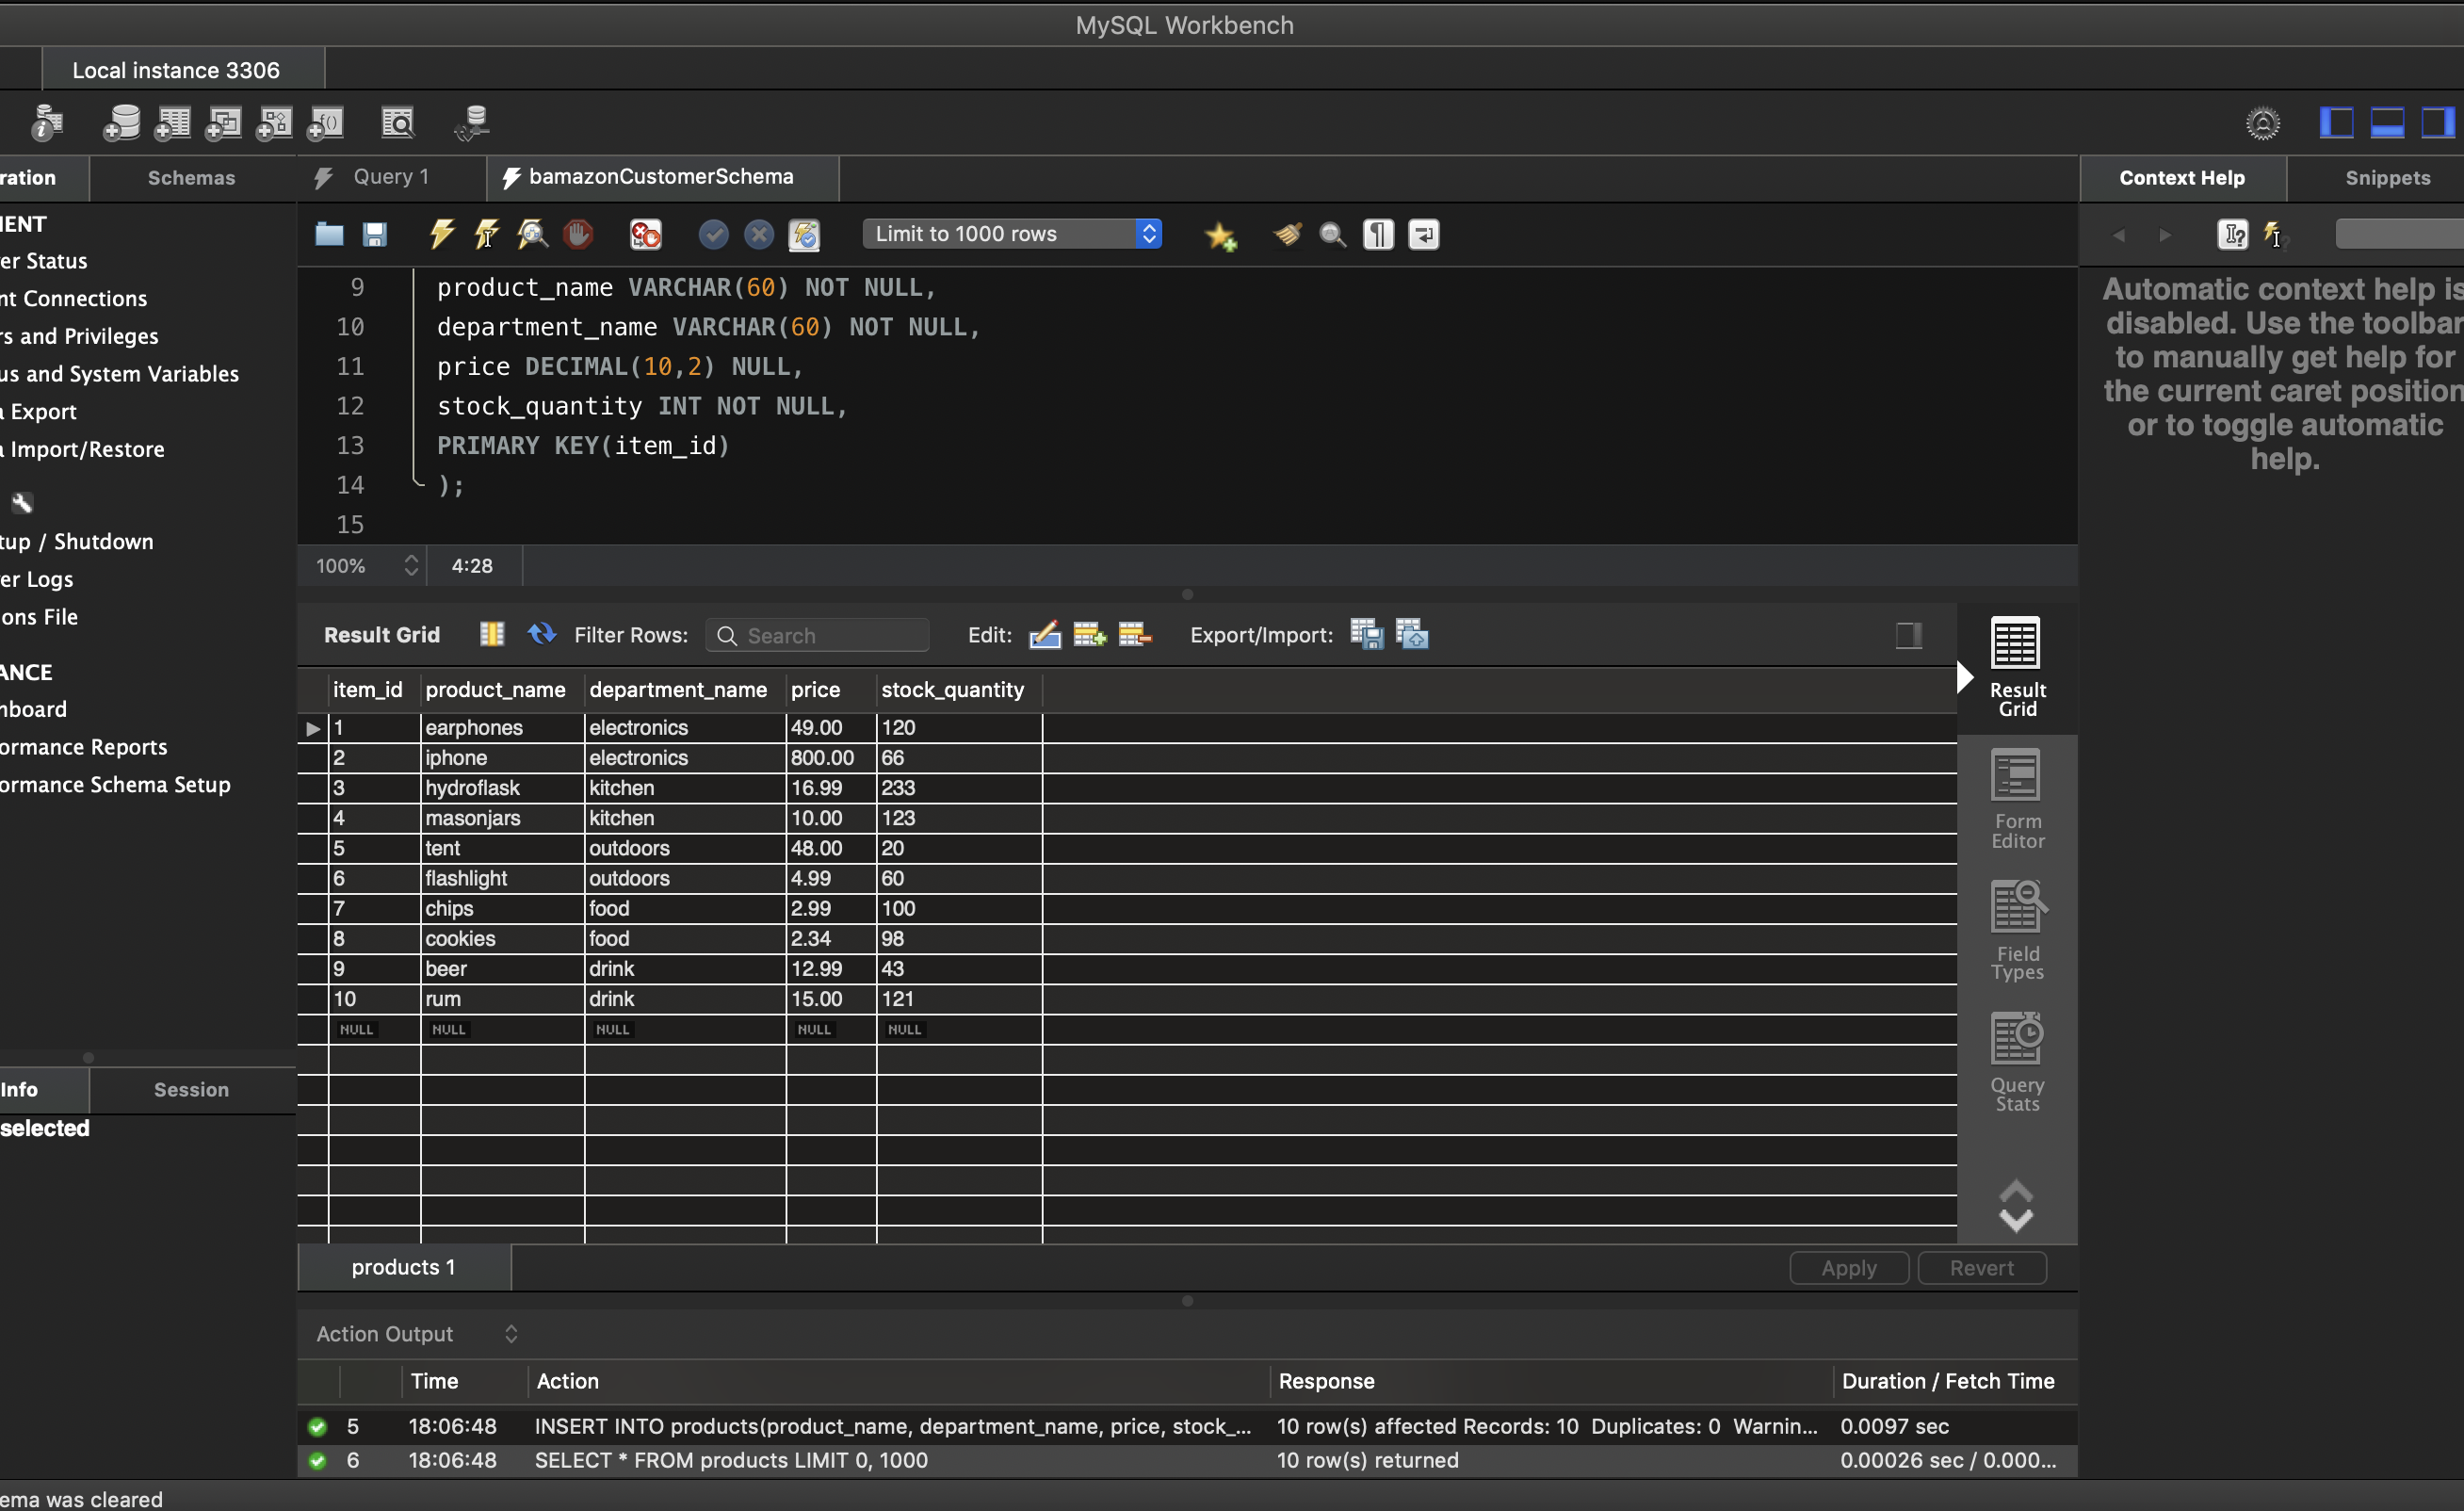 MySQL Workbench
Local instance 3306
ration
Schemas
Query 1
bamazonCustomerSchema
Context Help
Snippets
Limit to 1000 rows
MENT
er Status
nt Connections
rs and Privileges
us and System Variables
a Export
a Import/Restore
tup / Shutdown
er Logs
ons File
ANCE
hboard
ormance Reports
ormance Schema Setup
9 product_name VARCHAR(60) NOT NULL,
10 department_name VARCHAR(60) NOT NULL,
11 price DECIMAL(10,2) NULL,
12 stock_quantity INT NOT NULL,
13 PRIMARY KEY(item_id)
14 );
15
100% 4:28
Automatic context help is
disabled. Use the toolbar
to manually get help for
the current caret position
or to toggle automatic
help.
Result Grid Filter Rows: Search Edit: Export/Import:
item_id product_name department_name price stock_quantity
1 earphones electronics 49.00 120
2 iphone electronics 800.00 66
3 hydroflask kitchen 16.99 233
4 masonjars kitchen 10.00 123
5 tent outdoors 48.00 20
6 flashlight outdoors 4.99 60
7 chips food 2.99 100
8 cookies food 2.34 98
9 beer drink 12.99 43
10 rum drink 15.00 121
NULL NULL NULL NULL NULL
Result
Grid
Form
Editor
Field
Types
Query
Stats
Info
Session
selected
products 1
Apply
Revert
Action Output
Time Action Response Duration / Fetch Time
5 18:06:48 INSERT INTO products(product_name, department_name, price, stock_... 10 row(s) affected Records: 10 Duplicates: 0 Warnin... 0.0097 sec
6 18:06:48 SELECT * FROM products LIMIT 0, 1000 10 row(s) returned 0.00026 sec / 0.000...
ema was cleared